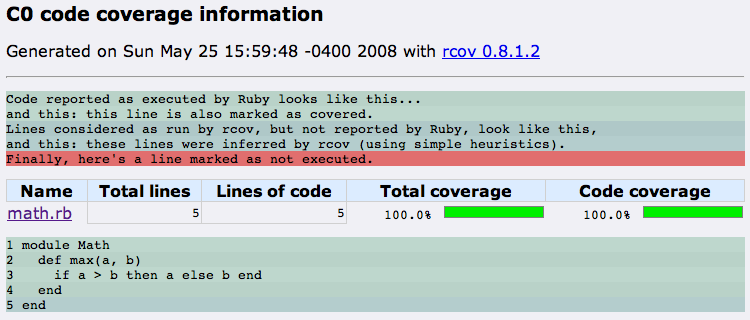 C0 code coverage information
Generated on Sun May 25 15:59:48 -0400 2008 with rcov 0.8.1.2
Code reported as executed by Ruby looks like this...
and this: this line is also marked as covered.
Lines considered as run by rcov, but not reported by Ruby, look like this,
and this: these lines were inferred by rcov (using simple heuristics).
Finally, here's a line marked as not executed.
Name Total lines Lines of code Total coverage Code coverage
math.rb 5 5 100.0% 100.0%
1 module Math
2   def max(a, b)
3     if a > b then a else b end
4   end
5 end